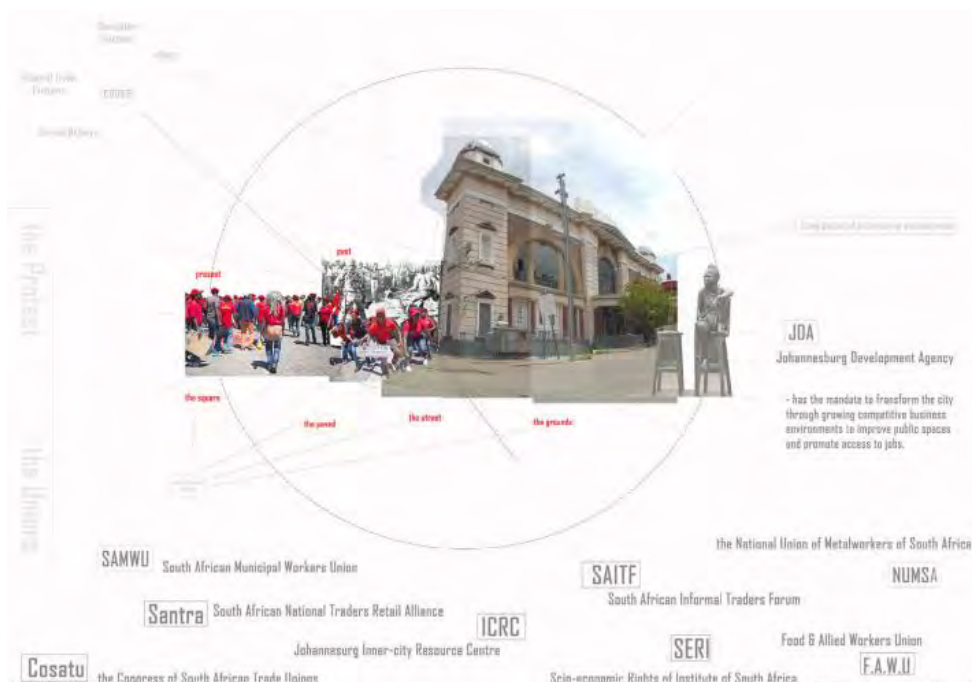 the Protest
the Unions
present
past
the square
the paved
the street
the grounds
JDA
Johannesburg Development Agency
- has the mandate to transform the city
through growing competitive business
environments to improve public spaces
and promote access to jobs.
the National Union of Metalworkers of South Africa
NUMSA
SAMWU
South African Municipal Workers Union
SAITF
South African Informal Traders Forum
Santra
South African National Traders Retail Alliance
ICRC
Johannesurg Inner-city Resource Centre
SERI
Scio-economic Rights of Institute of South Africa
Food & Allied Workers Union
F.A.W.U
Cosatu
the Congress of South African Trade Unions